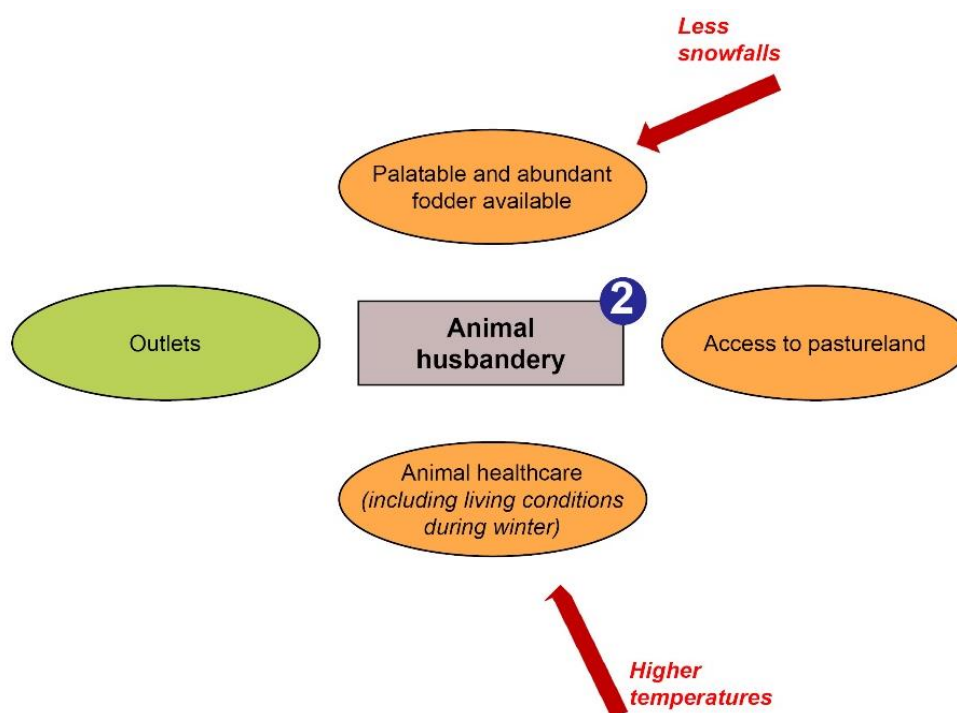 Less
snowfalls
Palatable and abundant
fodder available
2
Outlets
Animal
husbandery
Access to pastureland
Animal healthcare
(including living conditions
during winter)
Higher
temperatures